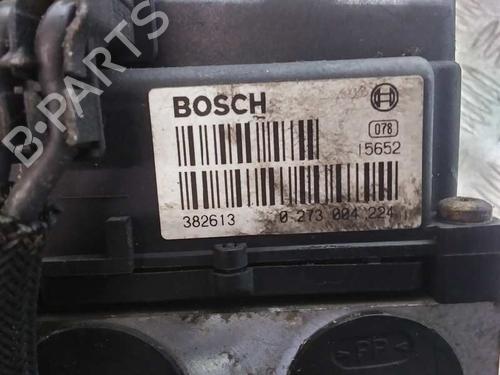 BOSCH
078
15652
382613 0 273 004 224
>PP<
B-PARTS